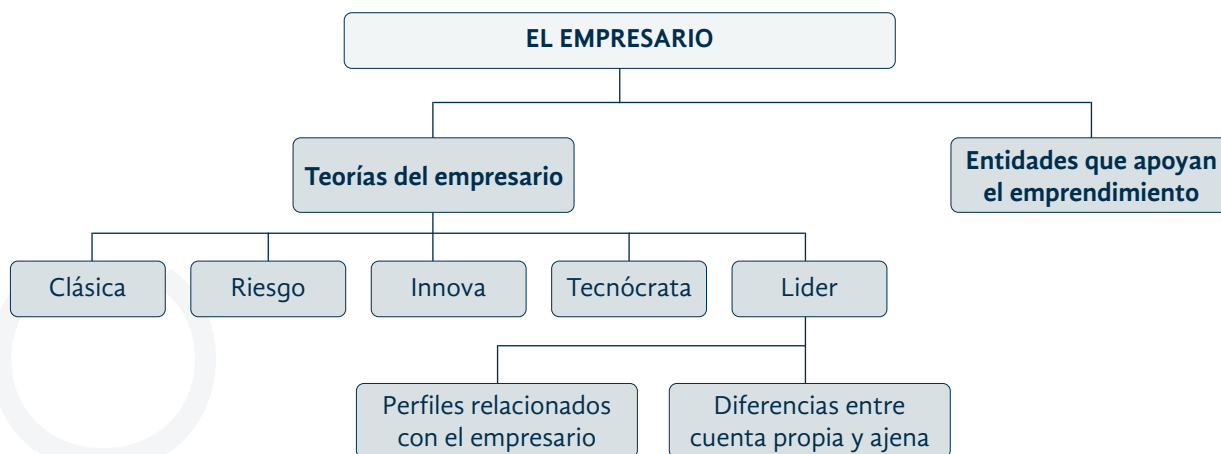 EL EMPRESARIO
Teorías del empresario
Entidades que apoyan
el emprendimiento
Clásica
Riesgo
Innova
Tecnócrata
Lider
Perfiles relacionados
con el empresario
Diferencias entre
cuenta propia y ajena